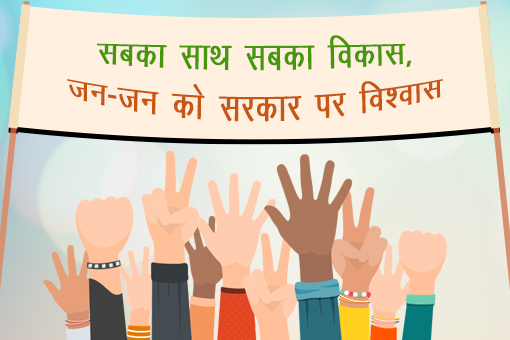 सबका साथ सबका विकास,
जन-जन को सरकार पर विश्वास